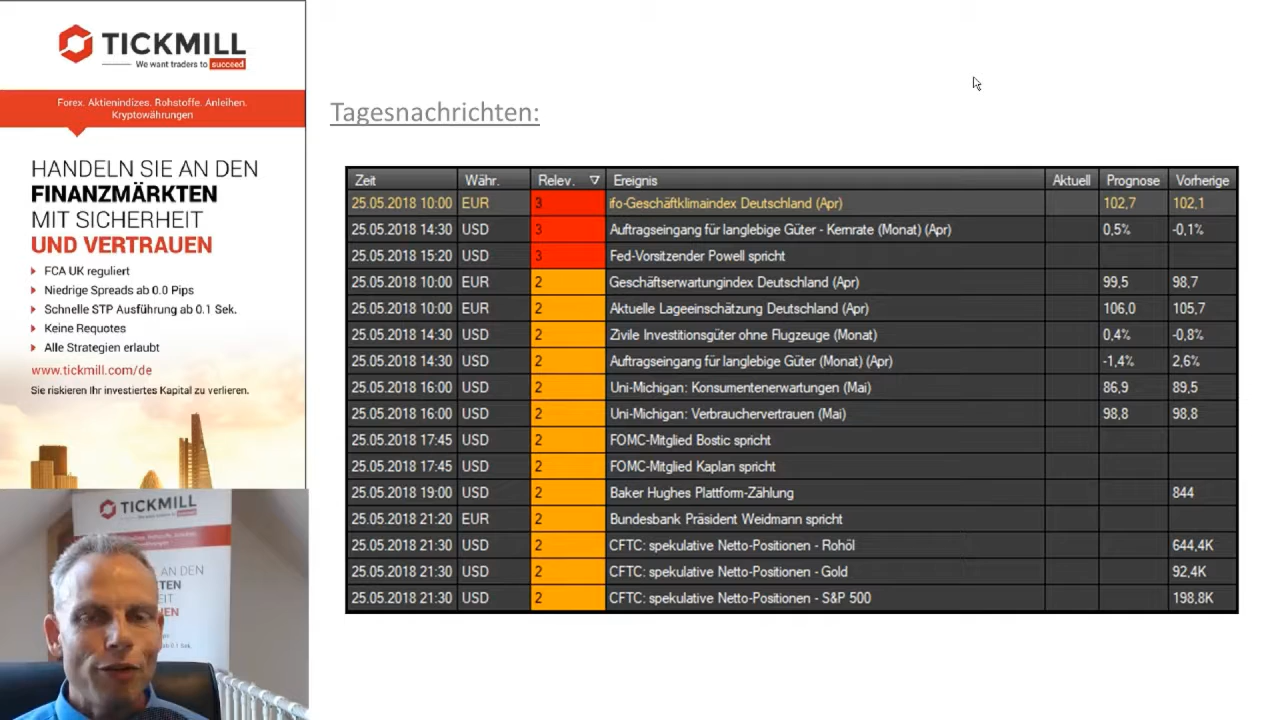 TICKMILL
We want traders to succeed
Forex. Aktienindizes. Rohstoffe. Anleihen.
Kryptowährungen
HANDELN SIE AN DEN
FINANZMÄRKTEN
MIT SICHERHEIT
UND VERTRAUEN
FCA UK reguliert
Niedrige Spreads ab 0.0 Pips
Schnelle STP Ausführung ab 0.1 Sek.
Keine Requotes
Alle Strategien erlaubt
www.tickmill.com/de
Sie riskieren Ihr investiertes Kapital zu verlieren.
Tagesnachrichten:
Zeit Währ. Relev. Ereignis Aktuell Prognose Vorherige
25.05.2018 10:00 EUR 3 ifo-Geschäftklimaindex Deutschland (Apr) 102,7 102,1
25.05.2018 14:30 USD 3 Auftragseingang für langlebige Güter - Kernrate (Monat) (Apr) 0,5% -0,1%
25.05.2018 15:20 USD 3 Fed-Vorsitzender Powell spricht
25.05.2018 10:00 EUR 2 Geschäftserwartungindex Deutschland (Apr) 99,5 98,7
25.05.2018 10:00 EUR 2 Aktuelle Lageeinschätzung Deutschland (Apr) 106,0 105,7
25.05.2018 14:30 USD 2 Zivile Investitionsgüter ohne Flugzeuge (Monat) 0,4% -0,8%
25.05.2018 14:30 USD 2 Auftragseingang für langlebige Güter (Monat) (Apr) -1,4% 2,6%
25.05.2018 16:00 USD 2 Uni-Michigan: Konsumentenerwartungen (Mai) 86,9 89,5
25.05.2018 16:00 USD 2 Uni-Michigan: Verbrauchervertrauen (Mai) 98,8 98,8
25.05.2018 17:45 USD 2 FOMC-Mitglied Bostic spricht
25.05.2018 17:45 USD 2 FOMC-Mitglied Kaplan spricht
25.05.2018 19:00 USD 2 Baker Hughes Plattform-Zählung 844
25.05.2018 21:20 EUR 2 Bundesbank Präsident Weidmann spricht
25.05.2018 21:30 USD 2 CFTC: spekulative Netto-Positionen - Rohöl 644,4K
25.05.2018 21:30 USD 2 CFTC: spekulative Netto-Positionen - Gold 92,4K
25.05.2018 21:30 USD 2 CFTC: spekulative Netto-Positionen - S&P 500 198,8K
TICKMILL
AN DEN
KTEN
EIT
EN
ab 0.1 Sek.